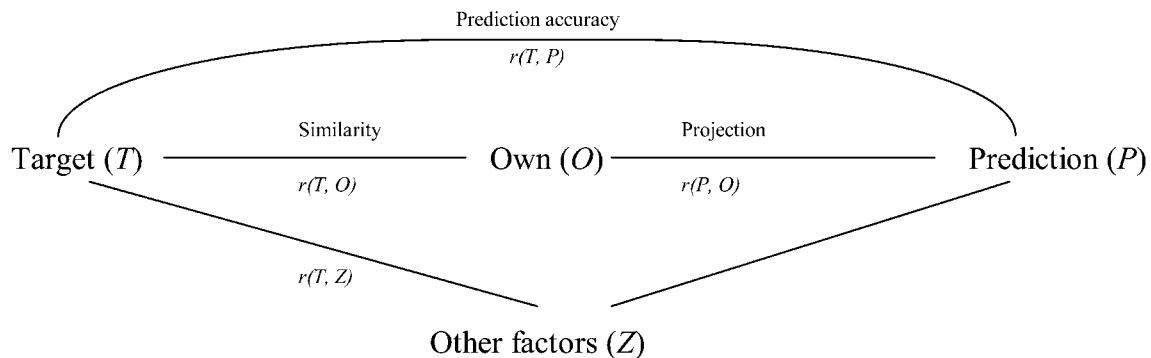 Prediction accuracy
r(T, P)
Similarity
Projection
Target (T)
Own (O)
Prediction (P)
r(T, O)
r(P, O)
r(T, Z)
Other factors (Z)